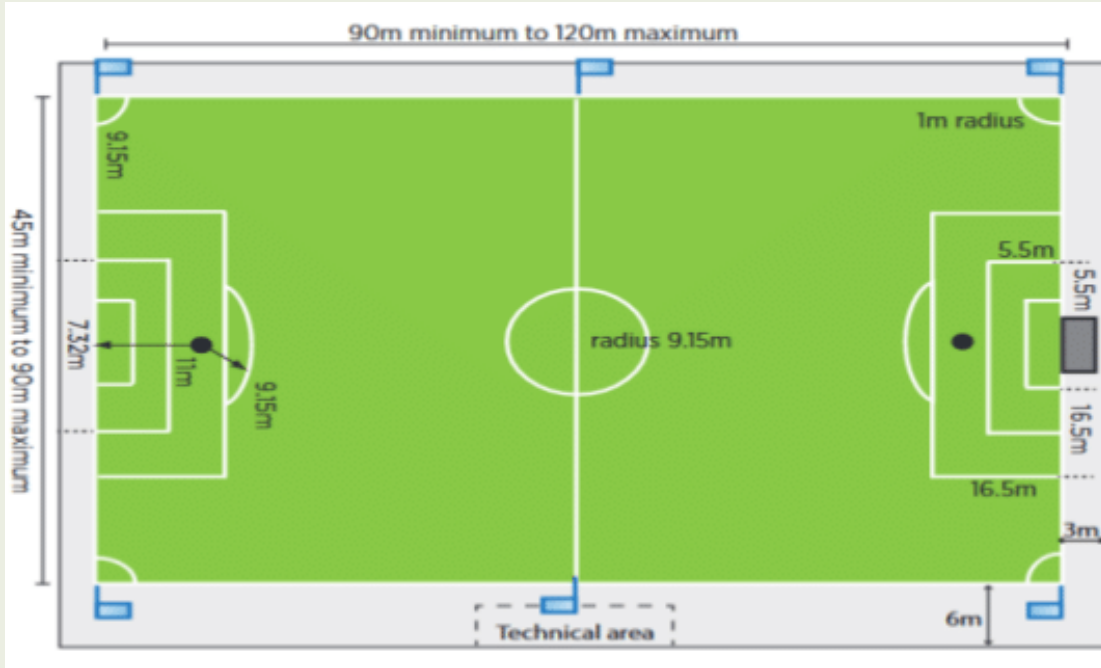 90m minimum to 120m maximum
1m radius
9.15m
45m minimum to 90m maximum
5.5m
5.5m
7.32m
11m
9.15m
radius 9.15m
16.5m
16.5m
3m
6m
Technical area